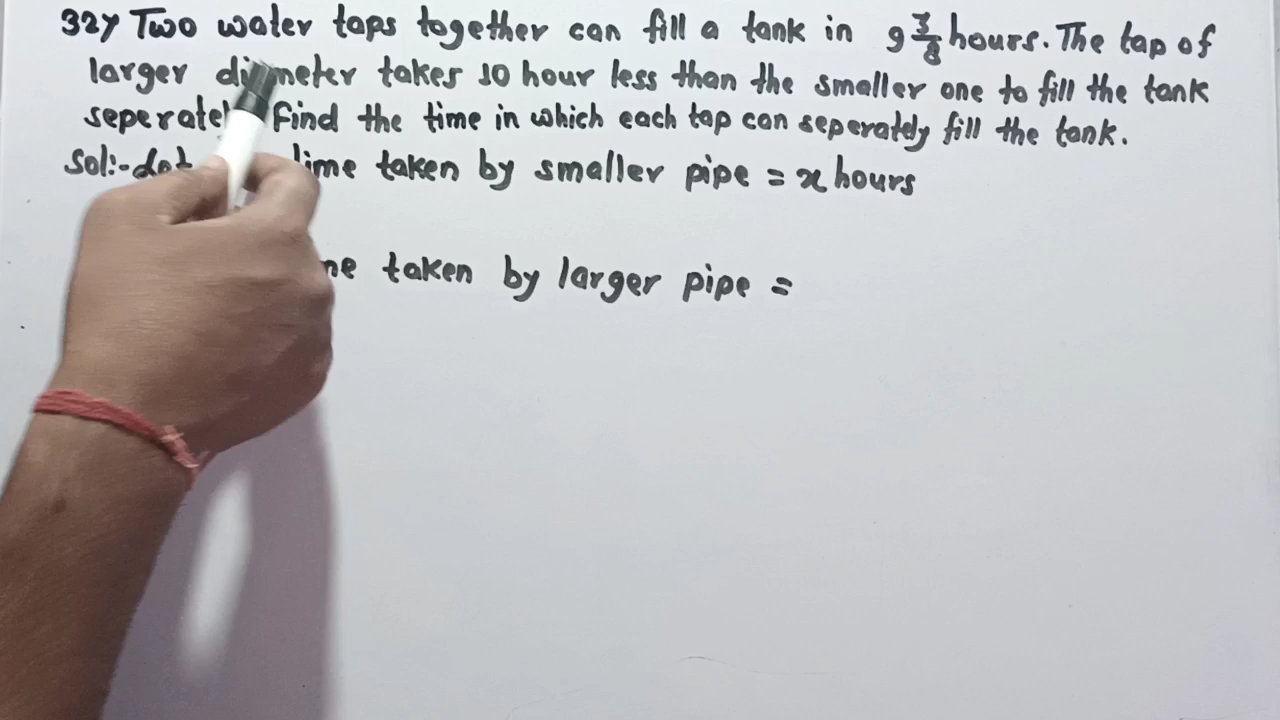 32y Two water taps together can fill a tank in 9 3/8 hours. The tap of
larger diameter takes 10 hour less than the smaller one to fill the tank
seperately Find the time in which each tap can seperately fill the tank.
Sol:- time taken by smaller pipe = x hours
taken by larger pipe =